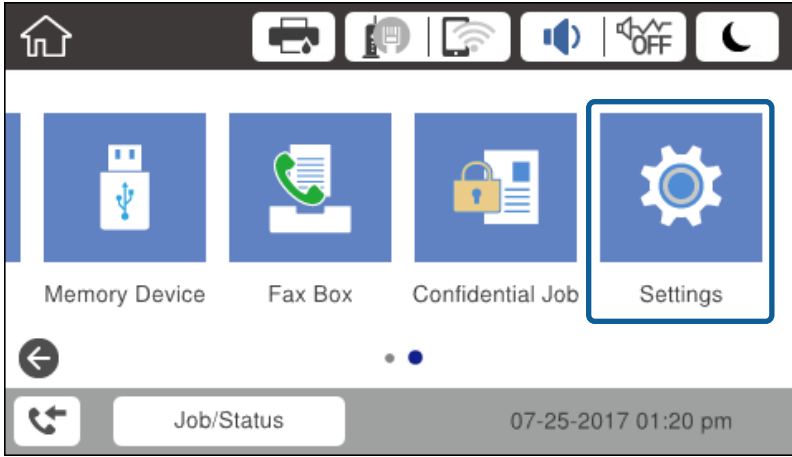 OFF
Memory Device
Fax Box
Confidential Job
Settings
Job/Status
07-25-2017 01:20 pm